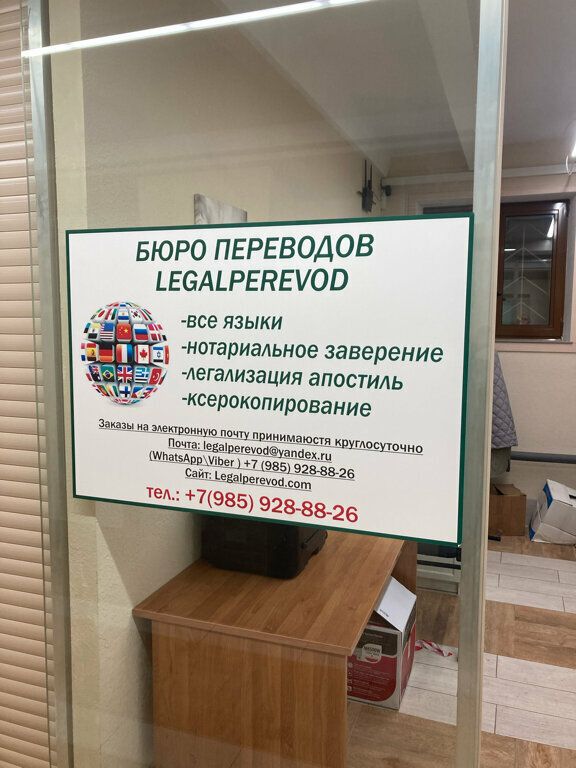 БЮРО ПЕРЕВОДОВ
LEGALPEREVOD
-все языки
-нотариальное заверение
-легализация апостиль
-ксерокопирование
Заказы на электронную почту принимаюстя круглосуточно
Почта: legalperevod@yandex.ru
(WhatsApp\Viber ) +7 (985) 928-88-26
Сайт: Legalperevod.com
тел.: +7(985) 928-88-26